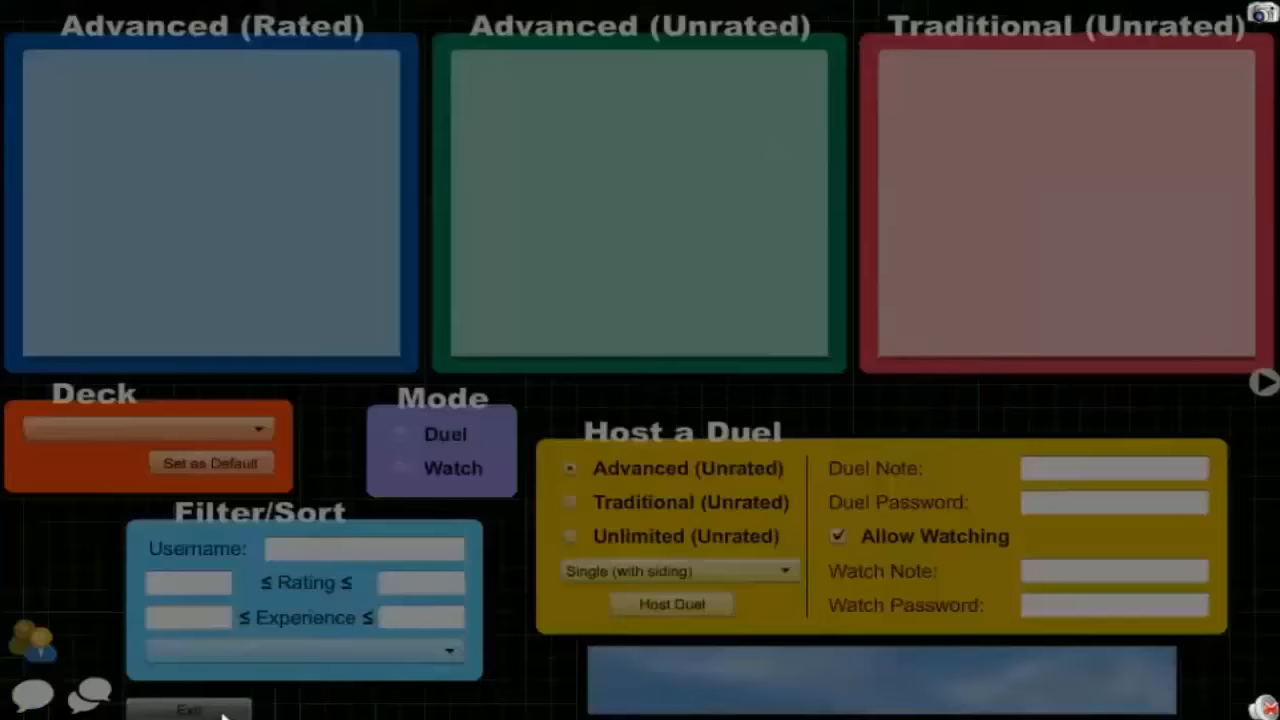 Advanced (Rated)
Advanced (Unrated)
Traditional (Unrated)
Deck
Set as Default
Mode
Duel
Watch
Filter/Sort
Username:
≤ Rating ≤
≤ Experience ≤
Exit
Host a Duel
Advanced (Unrated)
Traditional (Unrated)
Unlimited (Unrated)
Single (with siding)
Host Duel
Duel Note:
Duel Password:
Allow Watching
Watch Note:
Watch Password: